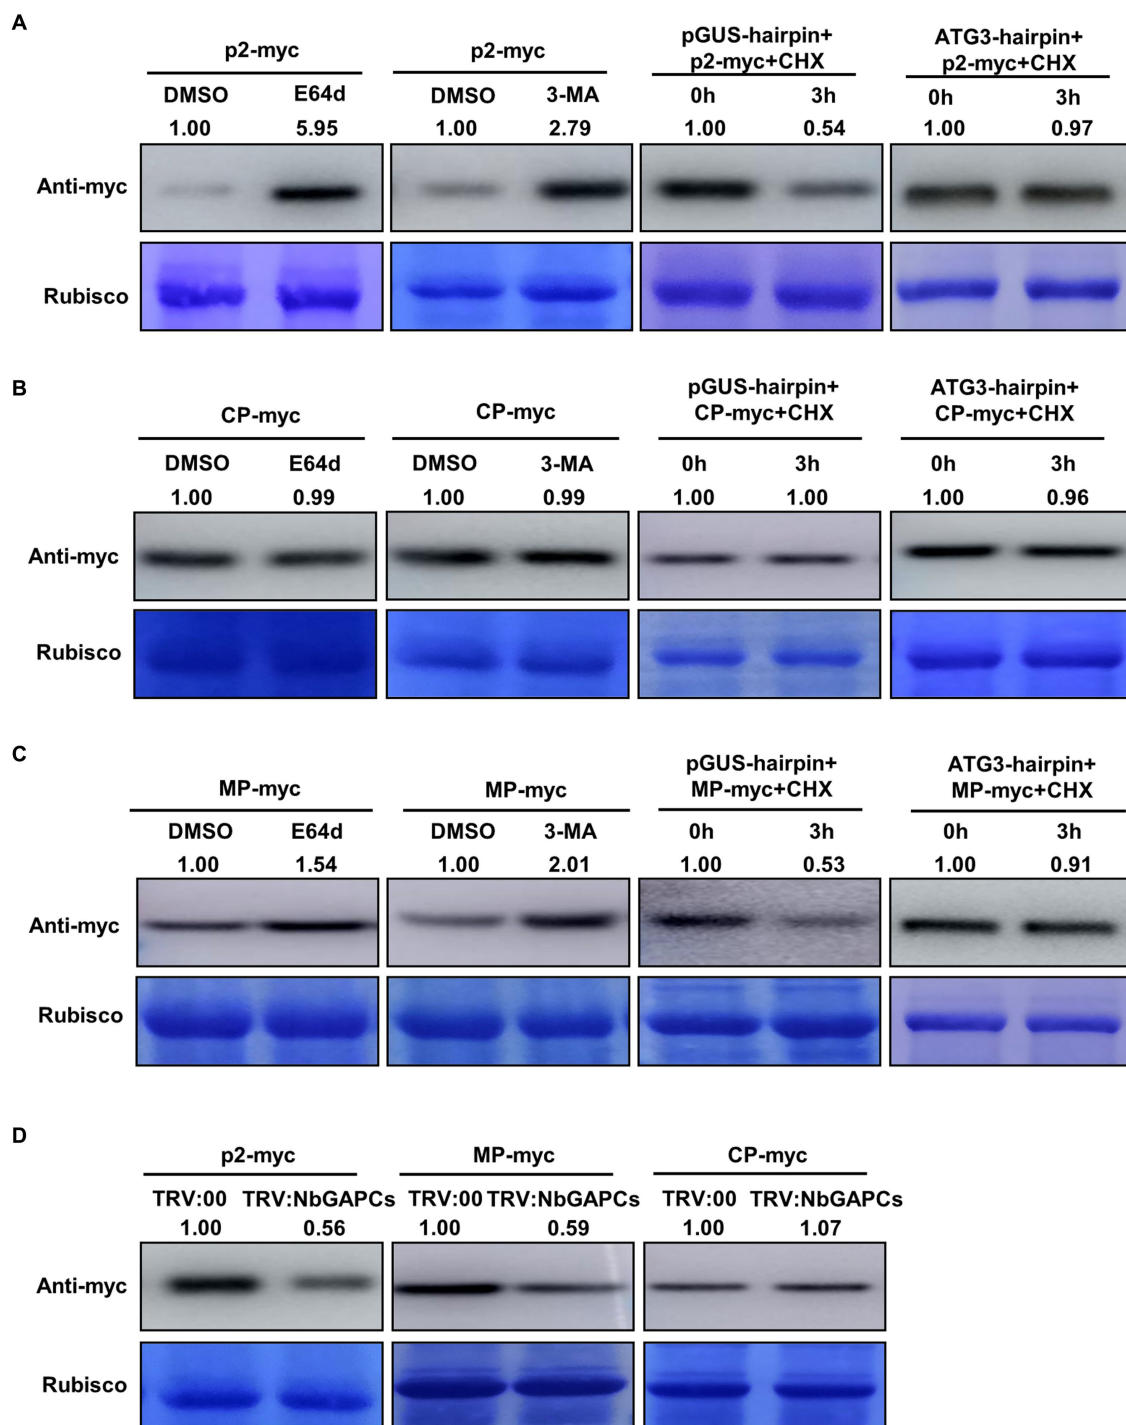 A
p2-myc
p2-myc
pGUS-hairpin+
p2-myc+CHX
ATG3-hairpin+
p2-myc+CHX
DMSO E64d
DMSO 3-MA
0h 3h
0h 3h
1.00 5.95
1.00 2.79
1.00 0.54
1.00 0.97
Anti-myc
Rubisco
B
CP-myc
CP-myc
pGUS-hairpin+
CP-myc+CHX
ATG3-hairpin+
CP-myc+CHX
DMSO E64d
DMSO 3-MA
0h 3h
0h 3h
1.00 0.99
1.00 0.99
1.00 1.00
1.00 0.96
Anti-myc
Rubisco
C
MP-myc
MP-myc
pGUS-hairpin+
MP-myc+CHX
ATG3-hairpin+
MP-myc+CHX
DMSO E64d
DMSO 3-MA
0h 3h
0h 3h
1.00 1.54
1.00 2.01
1.00 0.53
1.00 0.91
Anti-myc
Rubisco
D
p2-myc
MP-myc
CP-myc
TRV:00 TRV:NbGAPCs
TRV:00 TRV:NbGAPCs
TRV:00 TRV:NbGAPCs
1.00 0.56
1.00 0.59
1.00 1.07
Anti-myc
Rubisco